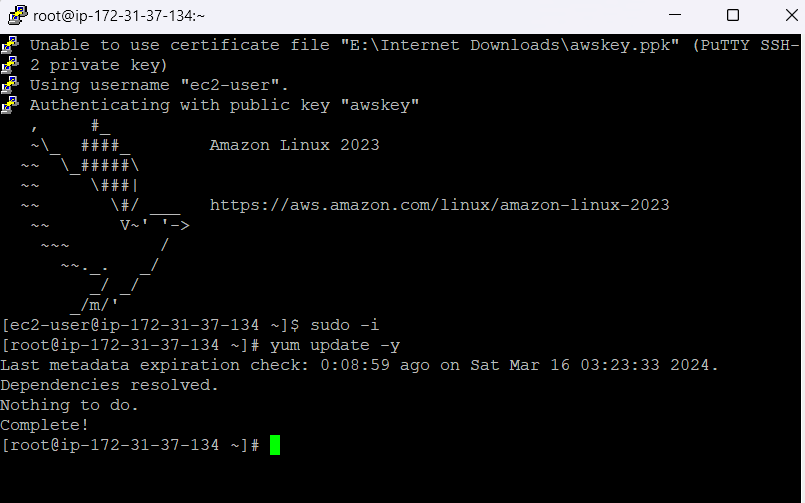 root@ip-172-31-37-134:~
Unable to use certificate file "E:\Internet Downloads\awskey.ppk" (PuTTY SSH-
2 private key)
Using username "ec2-user".
Authenticating with public key "awskey"
   ,     #_
   ~\_  ####_        Amazon Linux 2023
  ~~  \_#####\
  ~~     \###|
  ~~       \#/ ___   https://aws.amazon.com/linux/amazon-linux-2023
   ~~       V~' '->
    ~~~         /
      ~~._.   _/
         _/ _/
       _/m/'
[ec2-user@ip-172-31-37-134 ~]$ sudo -i
[root@ip-172-31-37-134 ~]# yum update -y
Last metadata expiration check: 0:08:59 ago on Sat Mar 16 03:23:33 2024.
Dependencies resolved.
Nothing to do.
Complete!
[root@ip-172-31-37-134 ~]#